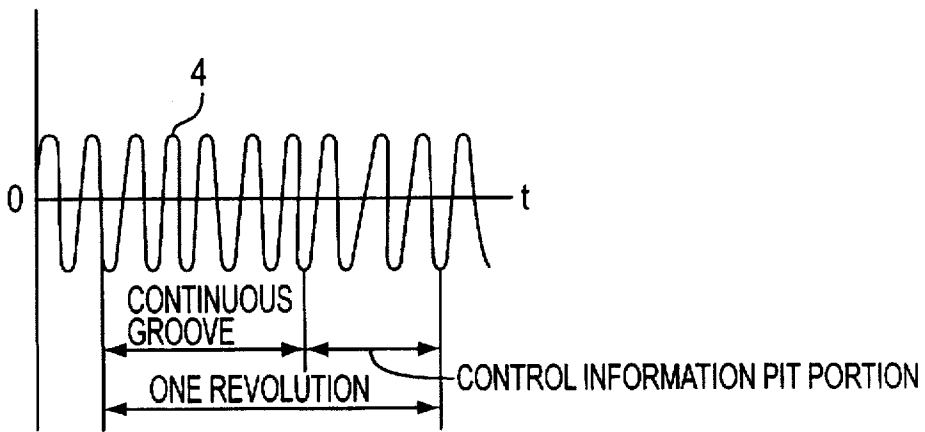 4
0
t
CONTINUOUS
GROOVE
CONTROL INFORMATION PIT PORTION
ONE REVOLUTION